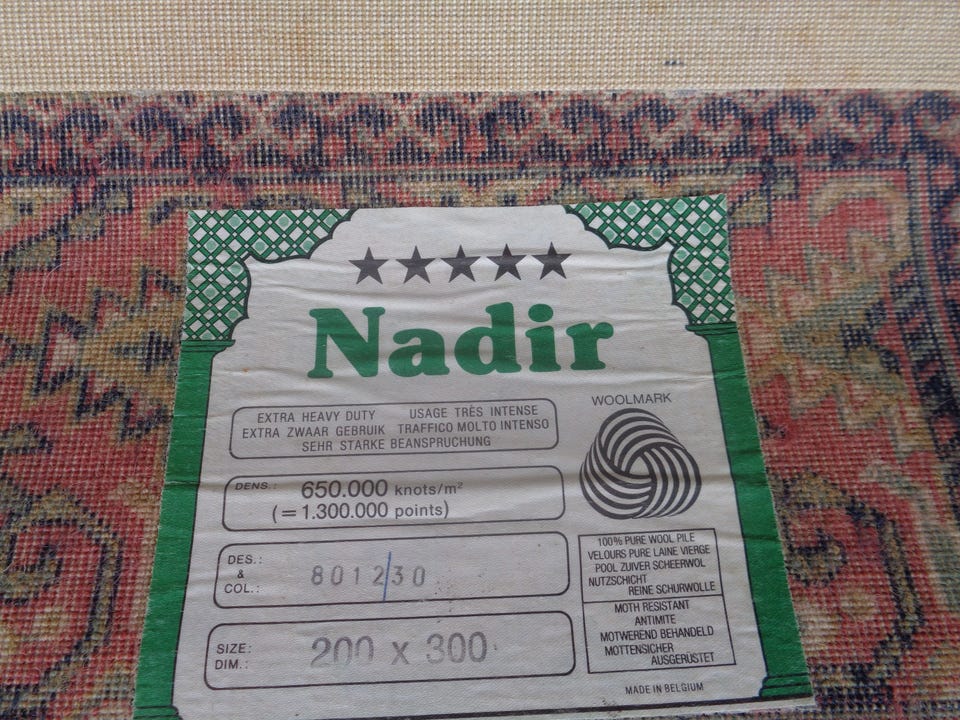 ★★★★★
Nadir
EXTRA HEAVY DUTY USAGE TRÈS INTENSE
EXTRA ZWAAR GEBRUIK TRAFFICO MOLTO INTENSO
SEHR STARKE BEANSPRUCHUNG
WOOLMARK
DENS.: 650.000 knots/m²
(= 1.300.000 points)
DES.:
&
COL.:
8012/30
SIZE:
DIM.:
200 x 300
100% PURE WOOL PILE
VELOURS PURE LAINE VIERGE
POOL ZUIVER SCHEERWOL
NUTZSCHICHT
REINE SCHURWOLLE
MOTH RESISTANT
ANTIMITE
MOTWEREND BEHANDELD
MOTTENSICHER
AUSGERÜSTET
MADE IN BELGIUM